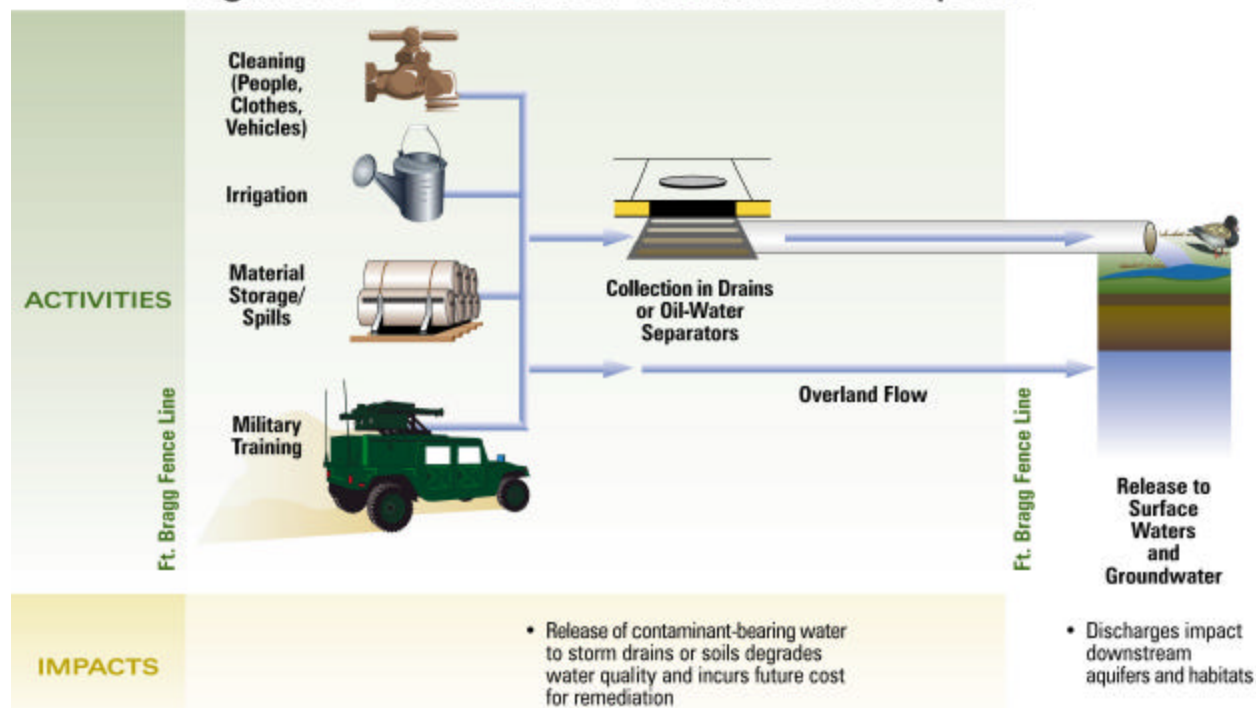 Cleaning
(People,
Clothes,
Vehicles)
Irrigation
Material
Storage/
Spills
Military
Training
ACTIVITIES
Ft. Bragg Fence Line
Collection in Drains
or Oil-Water
Separators
Overland Flow
Ft. Bragg Fence Line
Release to
Surface
Waters
and
Groundwater
IMPACTS
• Release of contaminant-bearing water
to storm drains or soils degrades
water quality and incurs future cost
for remediation
• Discharges impact
downstream
aquifers and habitats